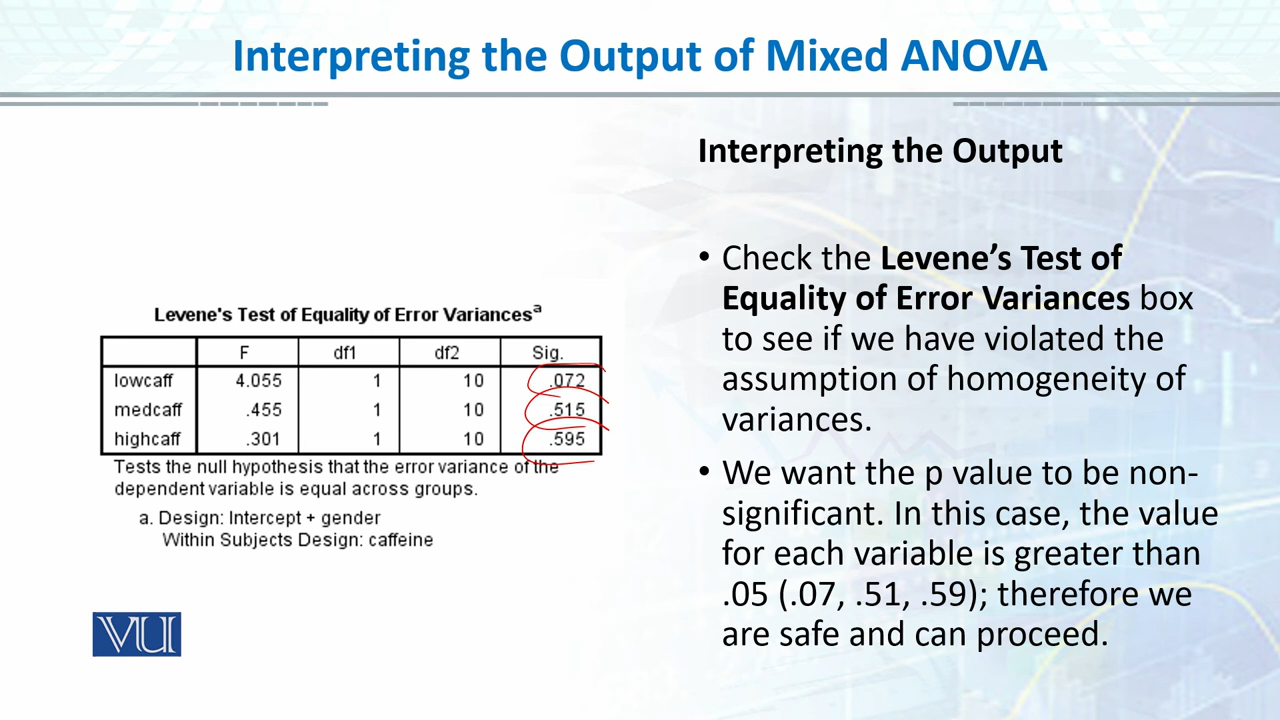 Interpreting the Output of Mixed ANOVA
Interpreting the Output
• Check the Levene’s Test of
Equality of Error Variances box
to see if we have violated the
assumption of homogeneity of
variances.
• We want the p value to be non-
significant. In this case, the value
for each variable is greater than
.05 (.07, .51, .59); therefore we
are safe and can proceed.
Levene's Test of Equality of Error Variancesª
F df1 df2 Sig.
lowcaff 4.055 1 10 .072
medcaff .455 1 10 .515
highcaff .301 1 10 .595
Tests the null hypothesis that the error variance of the
dependent variable is equal across groups.
a. Design: Intercept + gender
Within Subjects Design: caffeine
VU